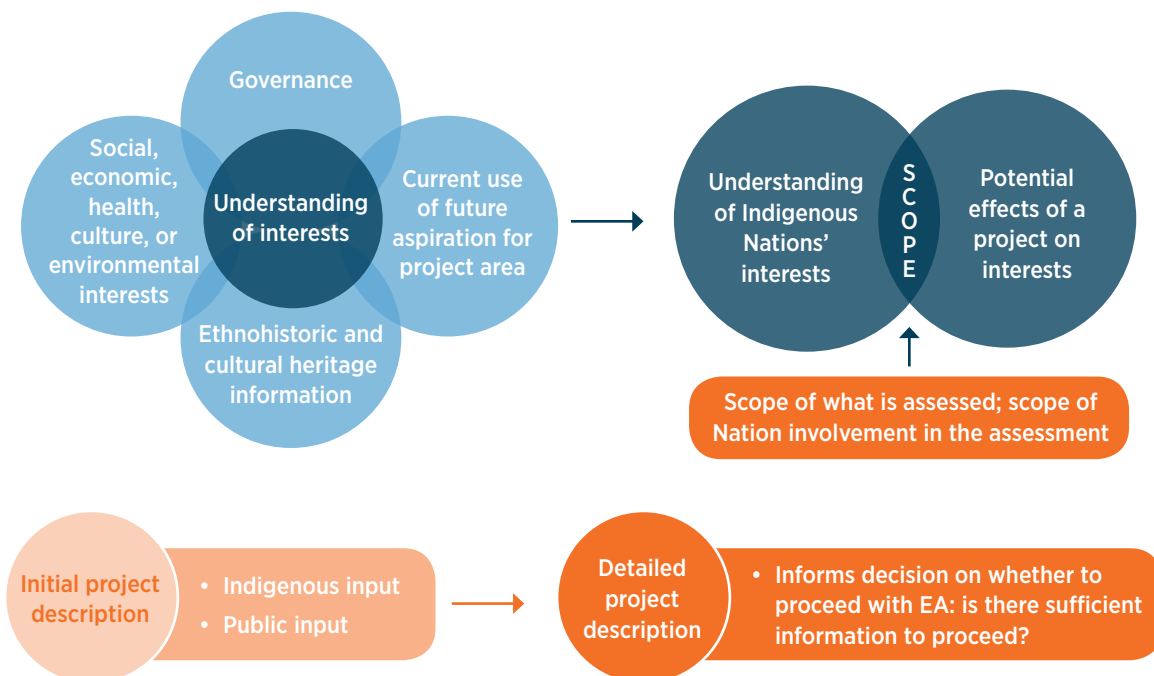 Governance
Social,
economic,
health,
culture, or
environmental
interests
Understanding
of interests
Current use
of future
aspiration for
project area
Ethnohistoric and
cultural heritage
information
Understanding
of Indigenous
Nations’
interests
S
C
O
P
E
Potential
effects of a
project on
interests
Scope of what is assessed; scope of
Nation involvement in the assessment
Initial project
description
• Indigenous input
• Public input
Detailed
project
description
• Informs decision on whether to
proceed with EA: is there sufficient
information to proceed?